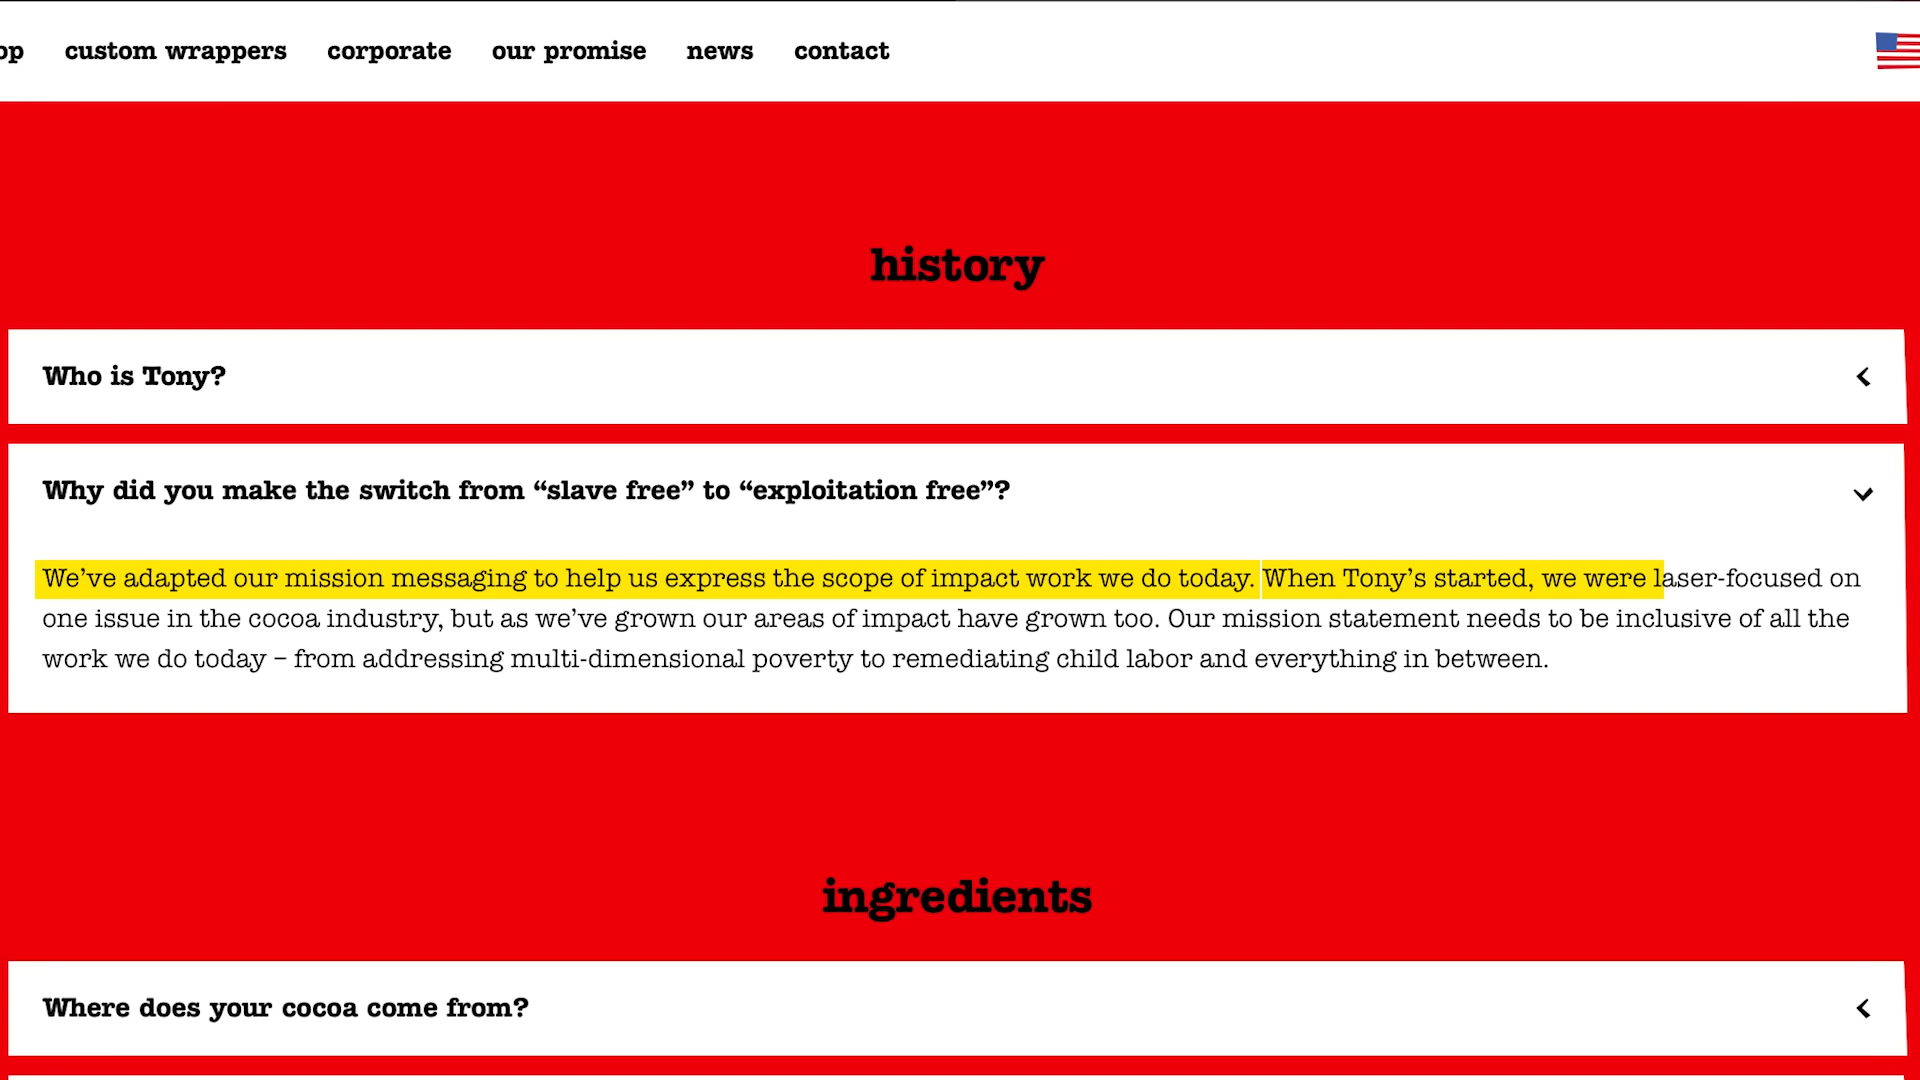 op custom wrappers corporate our promise news contact
history
Who is Tony?
Why did you make the switch from “slave free” to “exploitation free”?
We’ve adapted our mission messaging to help us express the scope of impact work we do today. When Tony’s started, we were laser-focused on
one issue in the cocoa industry, but as we’ve grown our areas of impact have grown too. Our mission statement needs to be inclusive of all the
work we do today – from addressing multi-dimensional poverty to remediating child labor and everything in between.
ingredients
Where does your cocoa come from?